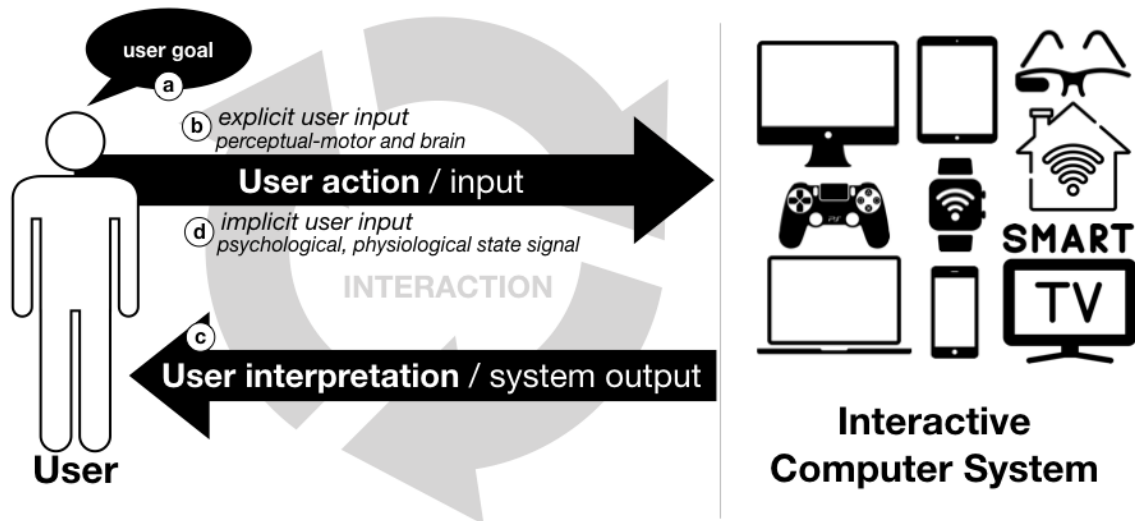 user goal
a
b explicit user input
perceptual-motor and brain
User action / input
d implicit user input
psychological, physiological state signal
INTERACTION
c
User interpretation / system output
User
SMART
TV
Interactive
Computer System